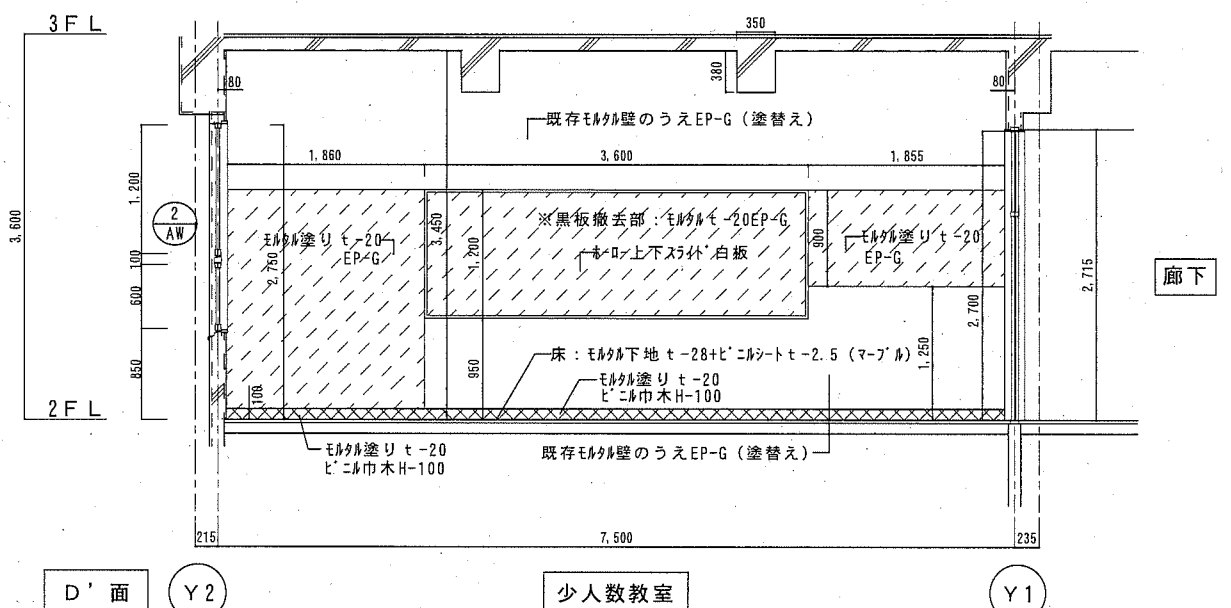 3FL
350
380
80
80
既存モルタル壁のうえEP-G（塗替え）
1,860
3,600
1,855
3,600
1,200
100
600
850
2
AW
モルタル塗り t-20
EP-G
2,750
3,450
1,200
※黒板撤去部：モルタル t-20EP-G
ホーロー上下スライド白板
900
モルタル塗り t-20
EP-G
2,715
廊下
2,700
1,250
950
床：モルタル下地 t-28+ビニルシート t-2.5（マーブル）
モルタル塗り t-20
ビニル巾木H-100
100
2FL
モルタル塗り t-20
ビニル巾木H-100
既存モルタル壁のうえEP-G（塗替え）
215
7,500
235
D'面
Y2
少人数教室
Y1